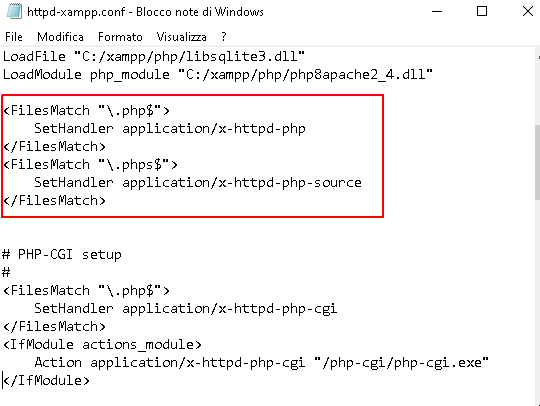 httpd-xampp.conf - Blocco note di Windows
File Modifica Formato Visualizza ?
LoadFile "C:/xampp/php/libsqlite3.dll"
LoadModule php_module "C:/xampp/php/php8apache2_4.dll"
<FilesMatch "\.php$">
SetHandler application/x-httpd-php
</FilesMatch>
<FilesMatch "\.phps$">
SetHandler application/x-httpd-php-source
</FilesMatch>
# PHP-CGI setup
#
<FilesMatch "\.php$">
SetHandler application/x-httpd-php-cgi
</FilesMatch>
<IfModule actions_module>
Action application/x-httpd-php-cgi "/php-cgi/php-cgi.exe"
</IfModule>